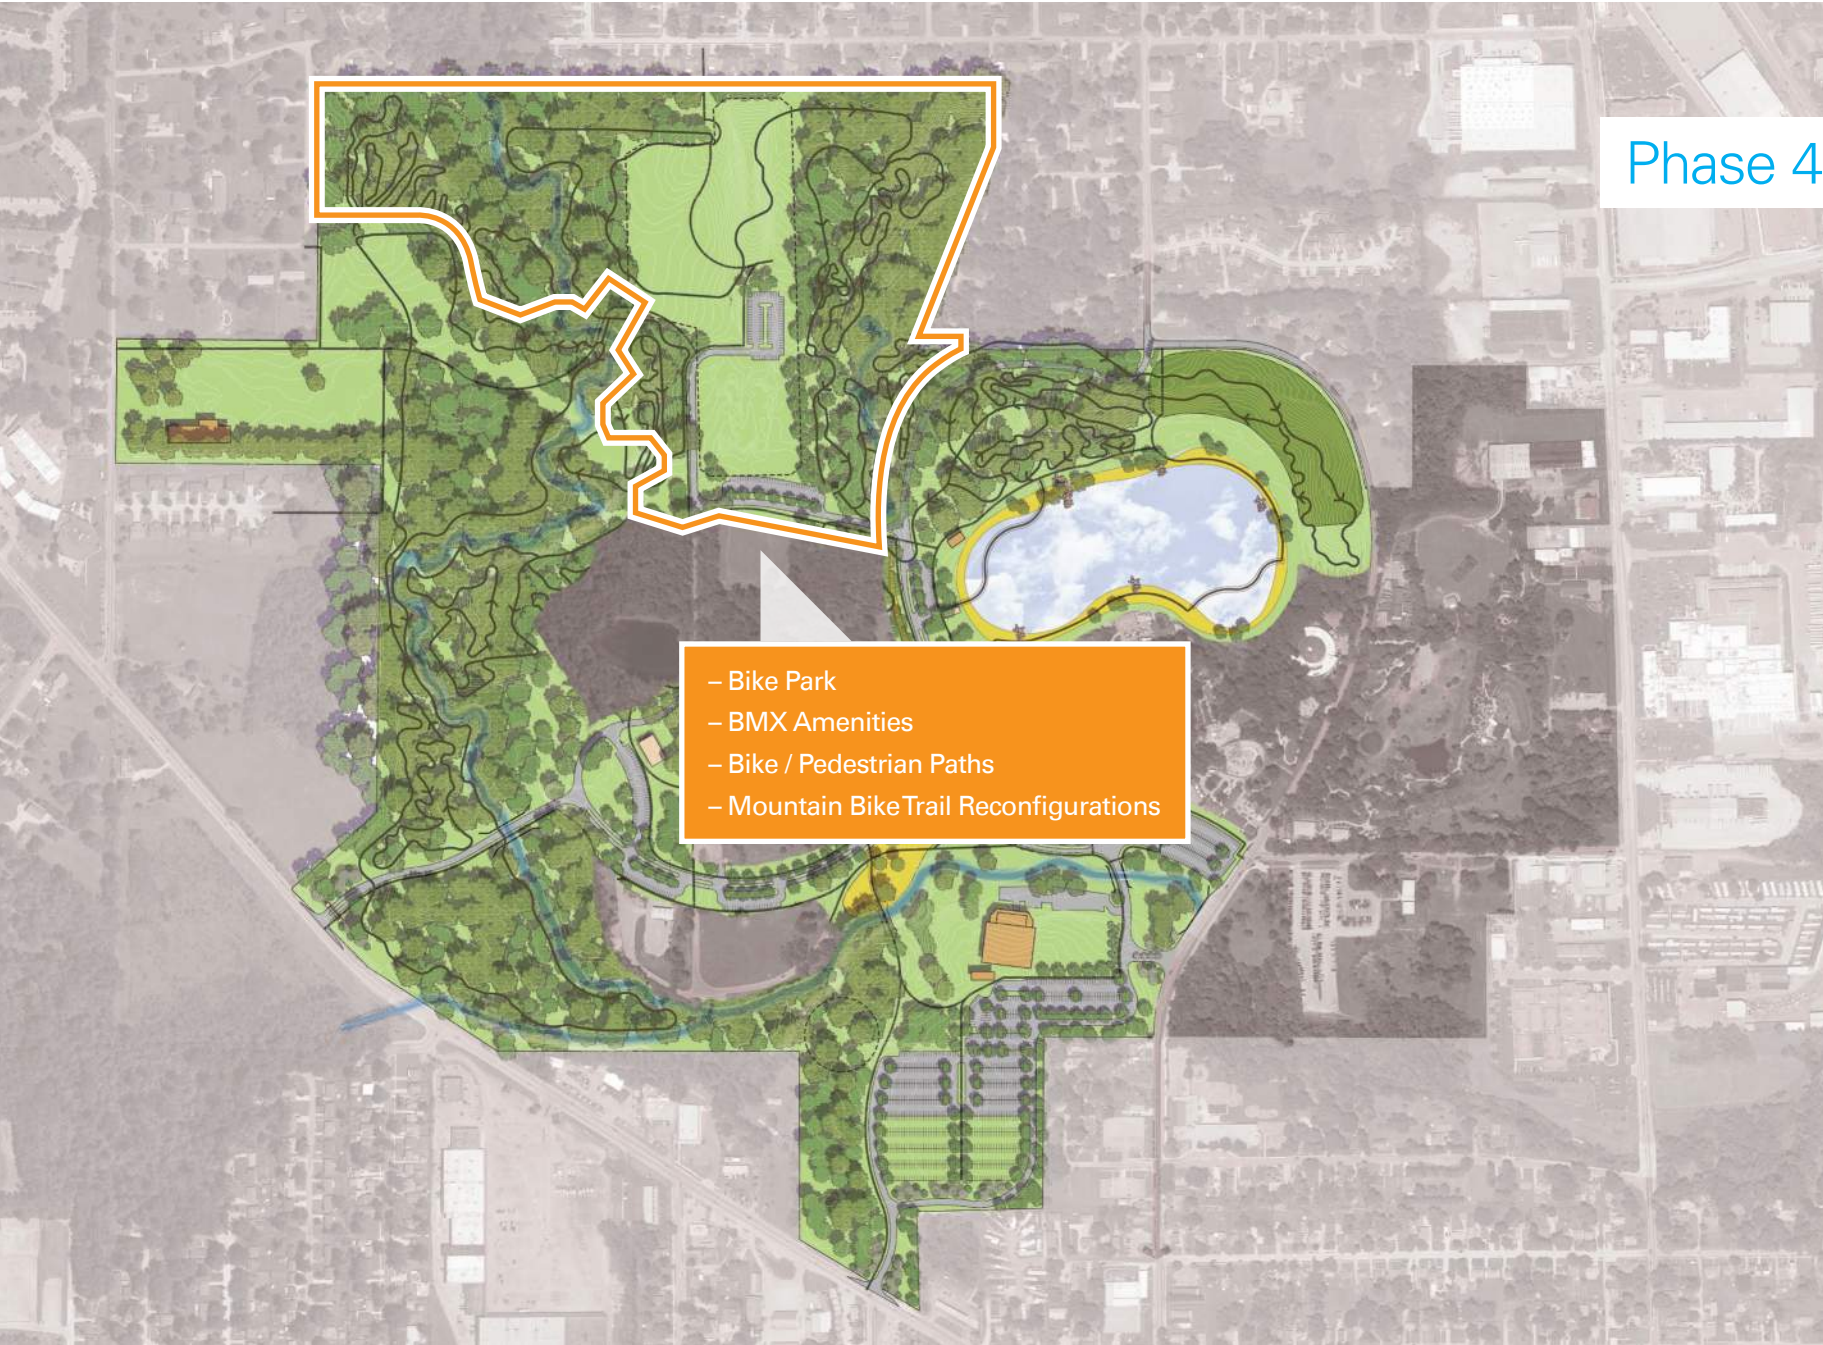 Phase 4
– Bike Park
– BMX Amenities
– Bike / Pedestrian Paths
– Mountain Bike Trail Reconfigurations